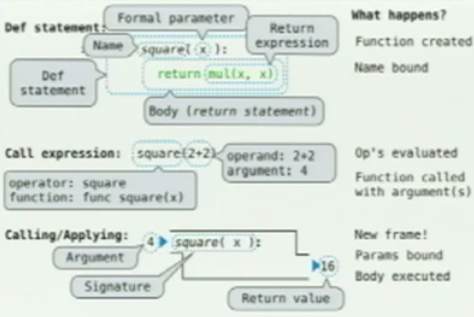 Formal parameter
What happens?
Def statement:
Return expression
Name
square( x ):
Function created
return mul(x, x)
Name bound
Def statement
Body (return statement)
Call expression:
square(2+2)
operand: 2+2
argument: 4
Op's evaluated
operator: square
function: func square(x)
Function called
with argument(s)
Calling/Applying:
4
square( x ):
New frame!
Argument
Params bound
16
Signature
Body executed
Return value